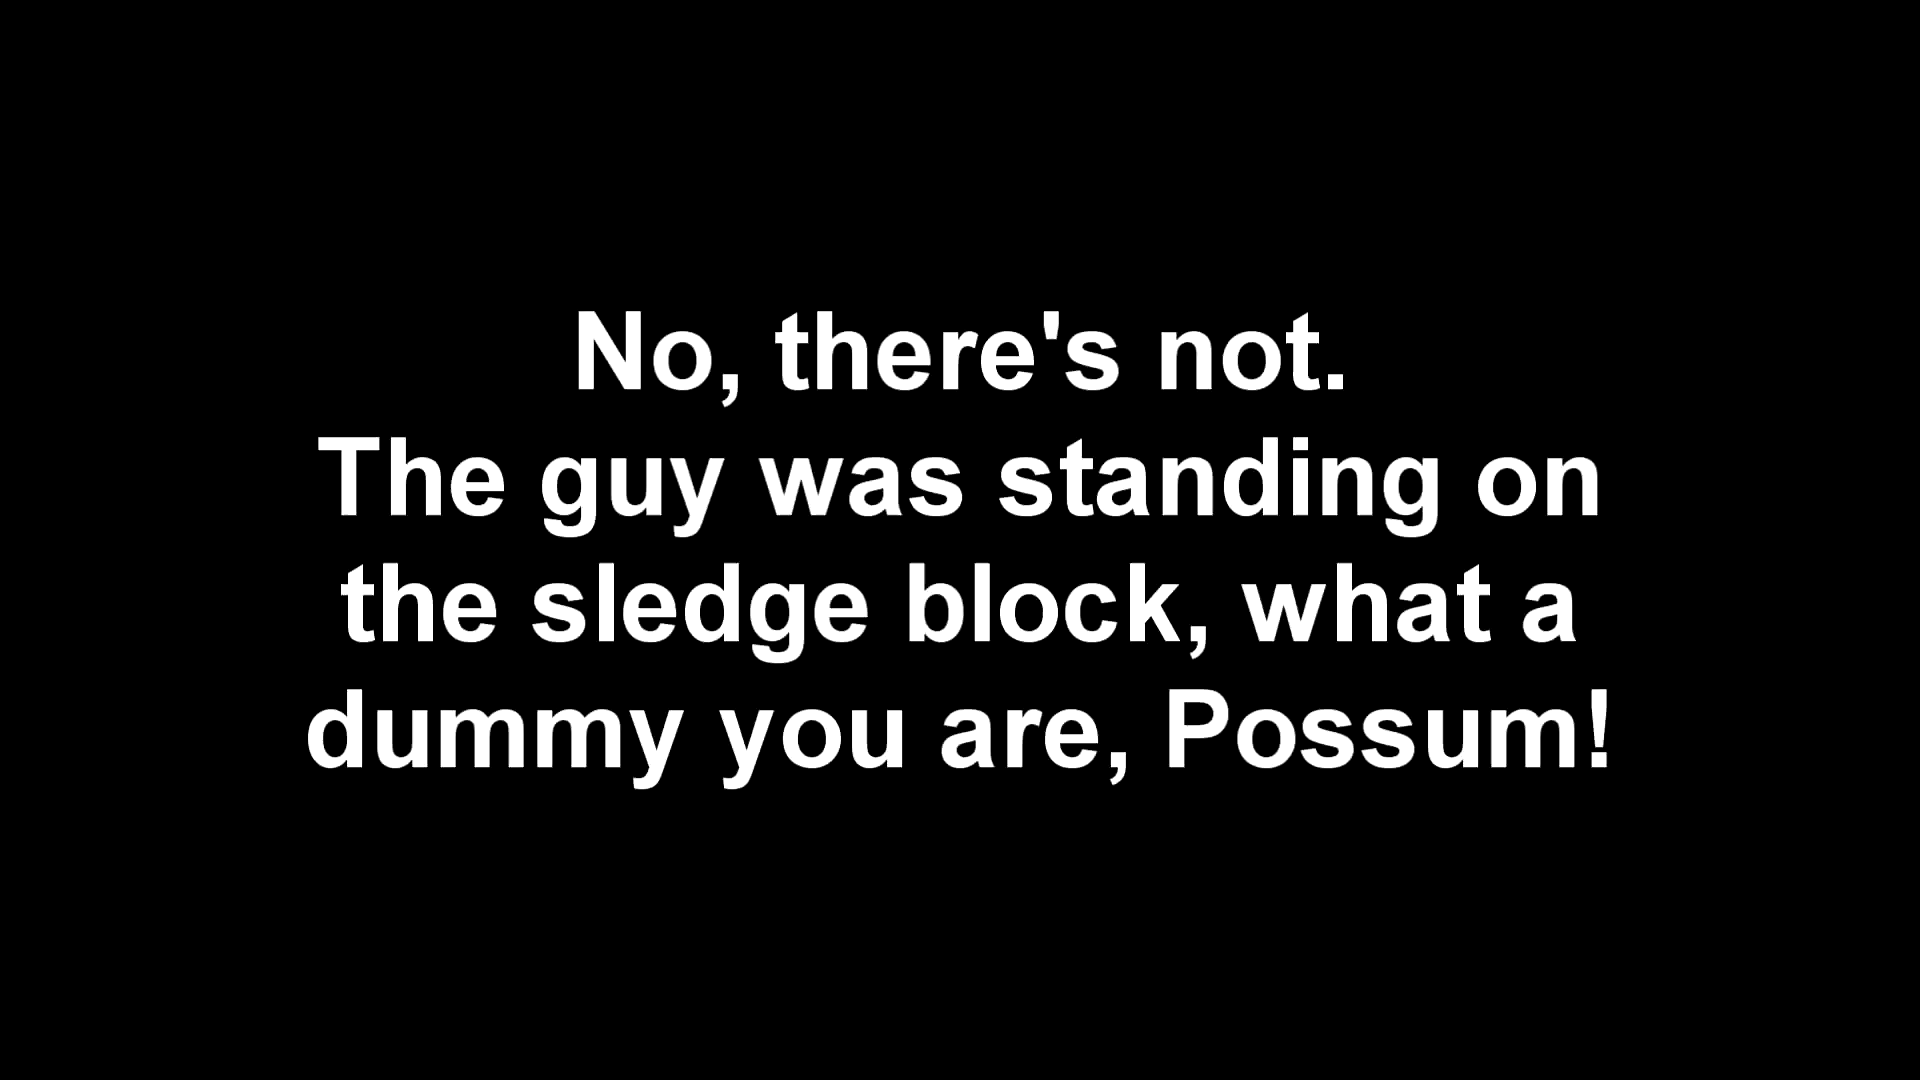 No, there's not.
The guy was standing on
the sledge block, what a
dummy you are, Possum!